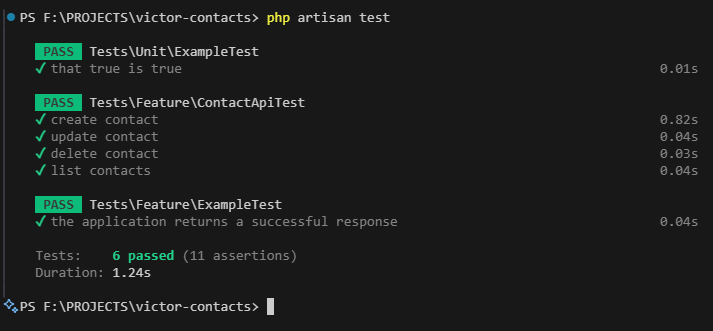 PS F:\PROJECTS\victor-contacts> php artisan test
PASS Tests\Unit\ExampleTest
✓ that true is true 0.01s
PASS Tests\Feature\ContactApiTest
✓ create contact 0.82s
✓ update contact 0.04s
✓ delete contact 0.03s
✓ list contacts 0.04s
PASS Tests\Feature\ExampleTest
✓ the application returns a successful response 0.04s
Tests: 6 passed (11 assertions)
Duration: 1.24s
PS F:\PROJECTS\victor-contacts>